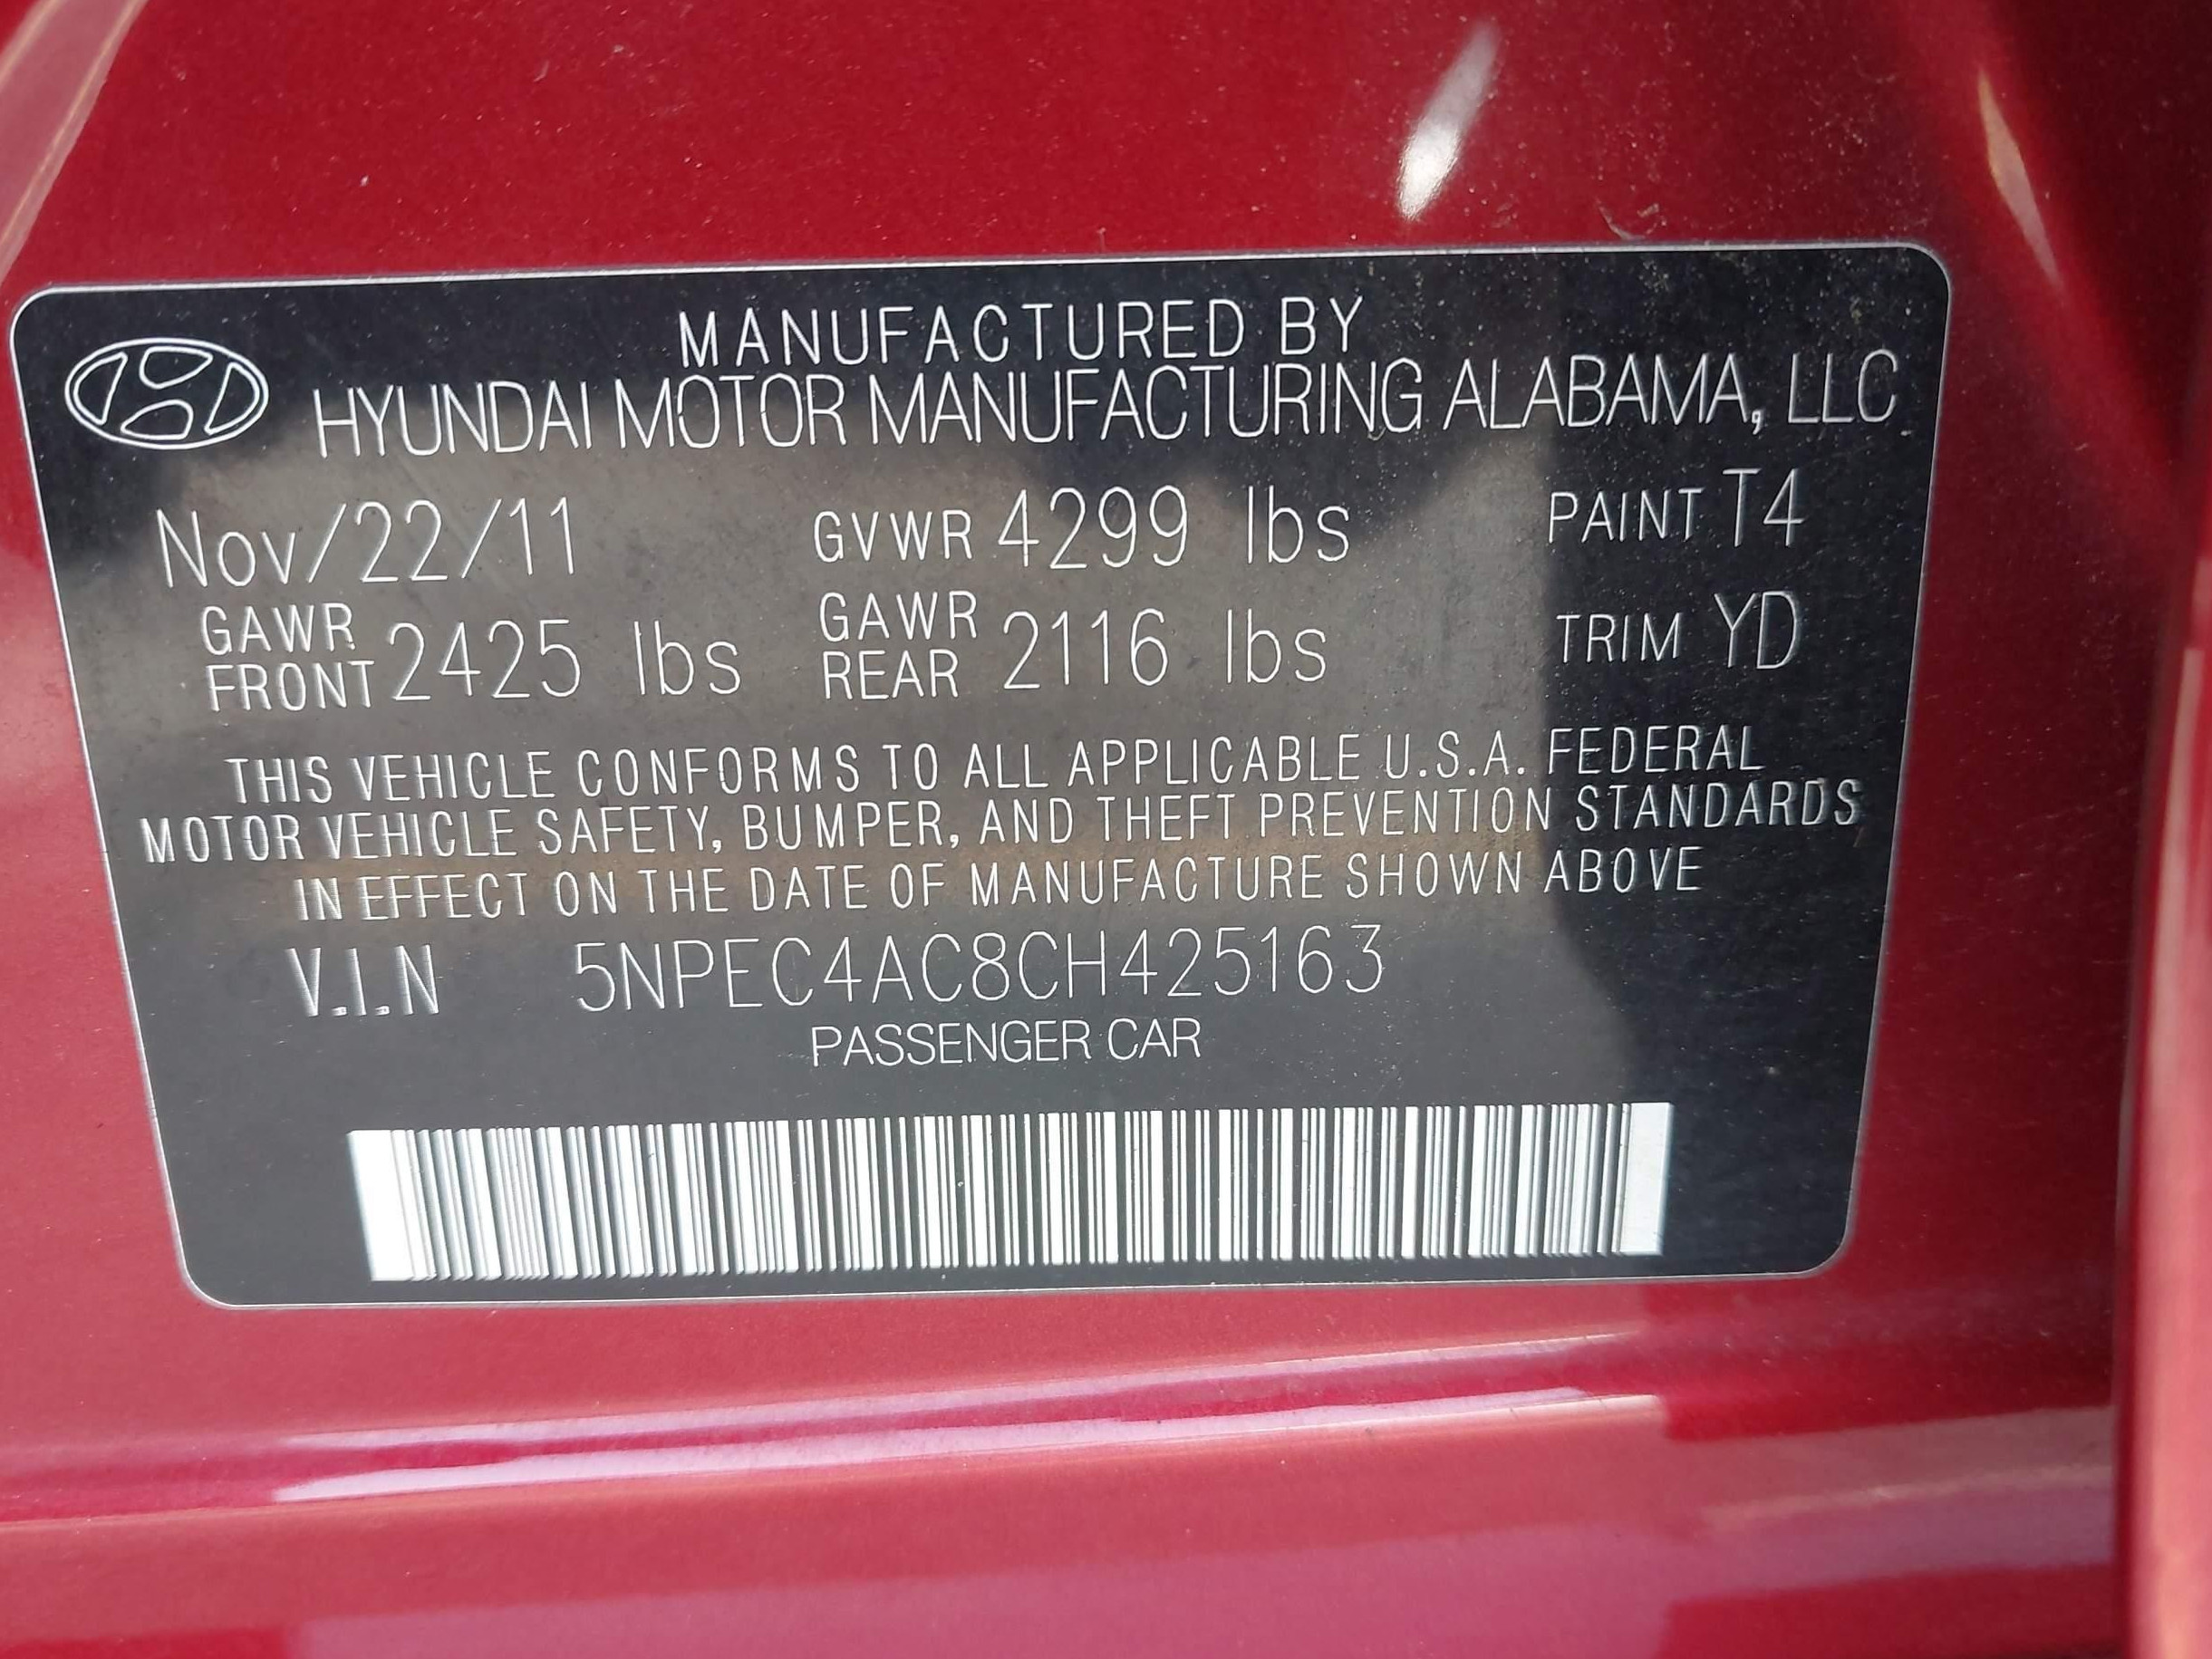 MANUFACTURED BY
HYUNDAI MOTOR MANUFACTURING ALABAMA, LLC
Nov/22/11 GVWR 4299 lbs PAINT T4
GAWR FRONT 2425 lbs GAWR REAR 2116 lbs TRIM YD
THIS VEHICLE CONFORMS TO ALL APPLICABLE U.S.A. FEDERAL
MOTOR VEHICLE SAFETY, BUMPER, AND THEFT PREVENTION STANDARDS
IN EFFECT ON THE DATE OF MANUFACTURE SHOWN ABOVE
V.I.N 5NPEC4AC8CH425163
PASSENGER CAR